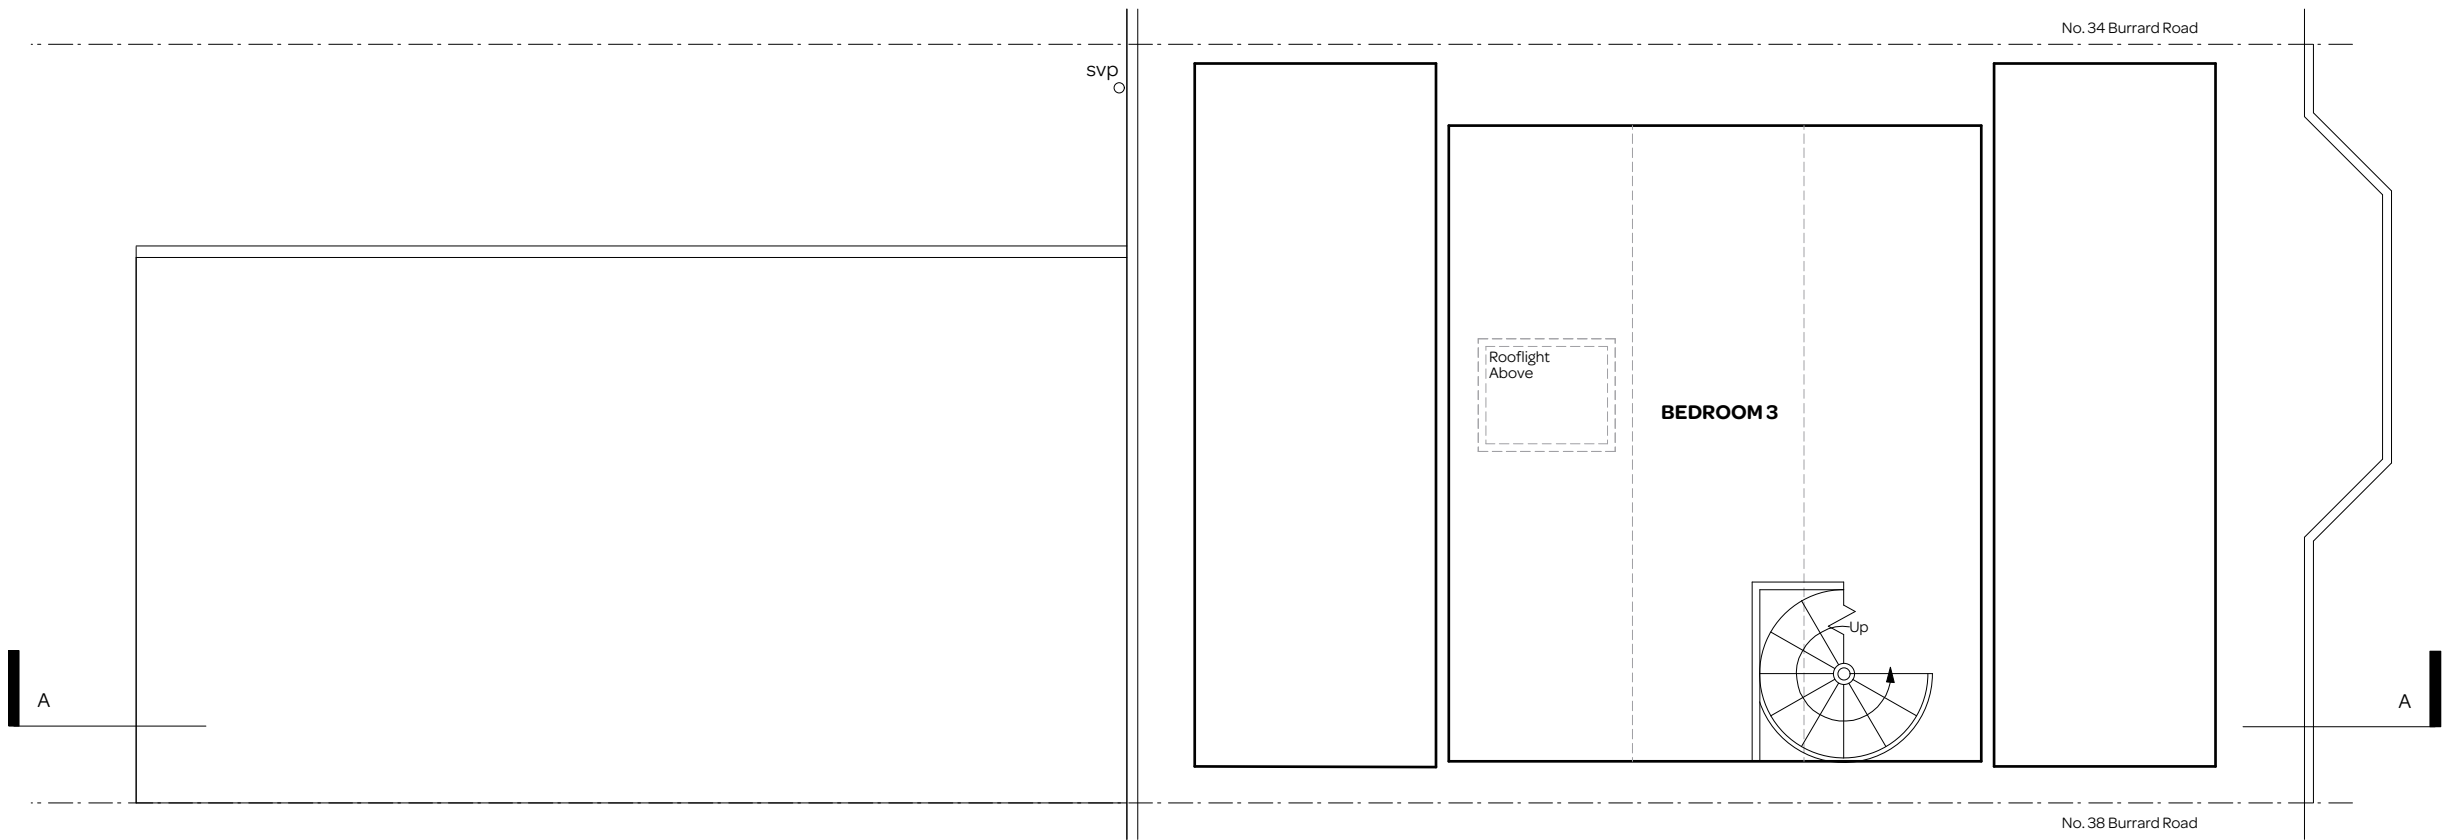 No. 34 Burrard Road
svp
Rooflight
Above
BEDROOM 3
Up
A
A
No. 38 Burrard Road